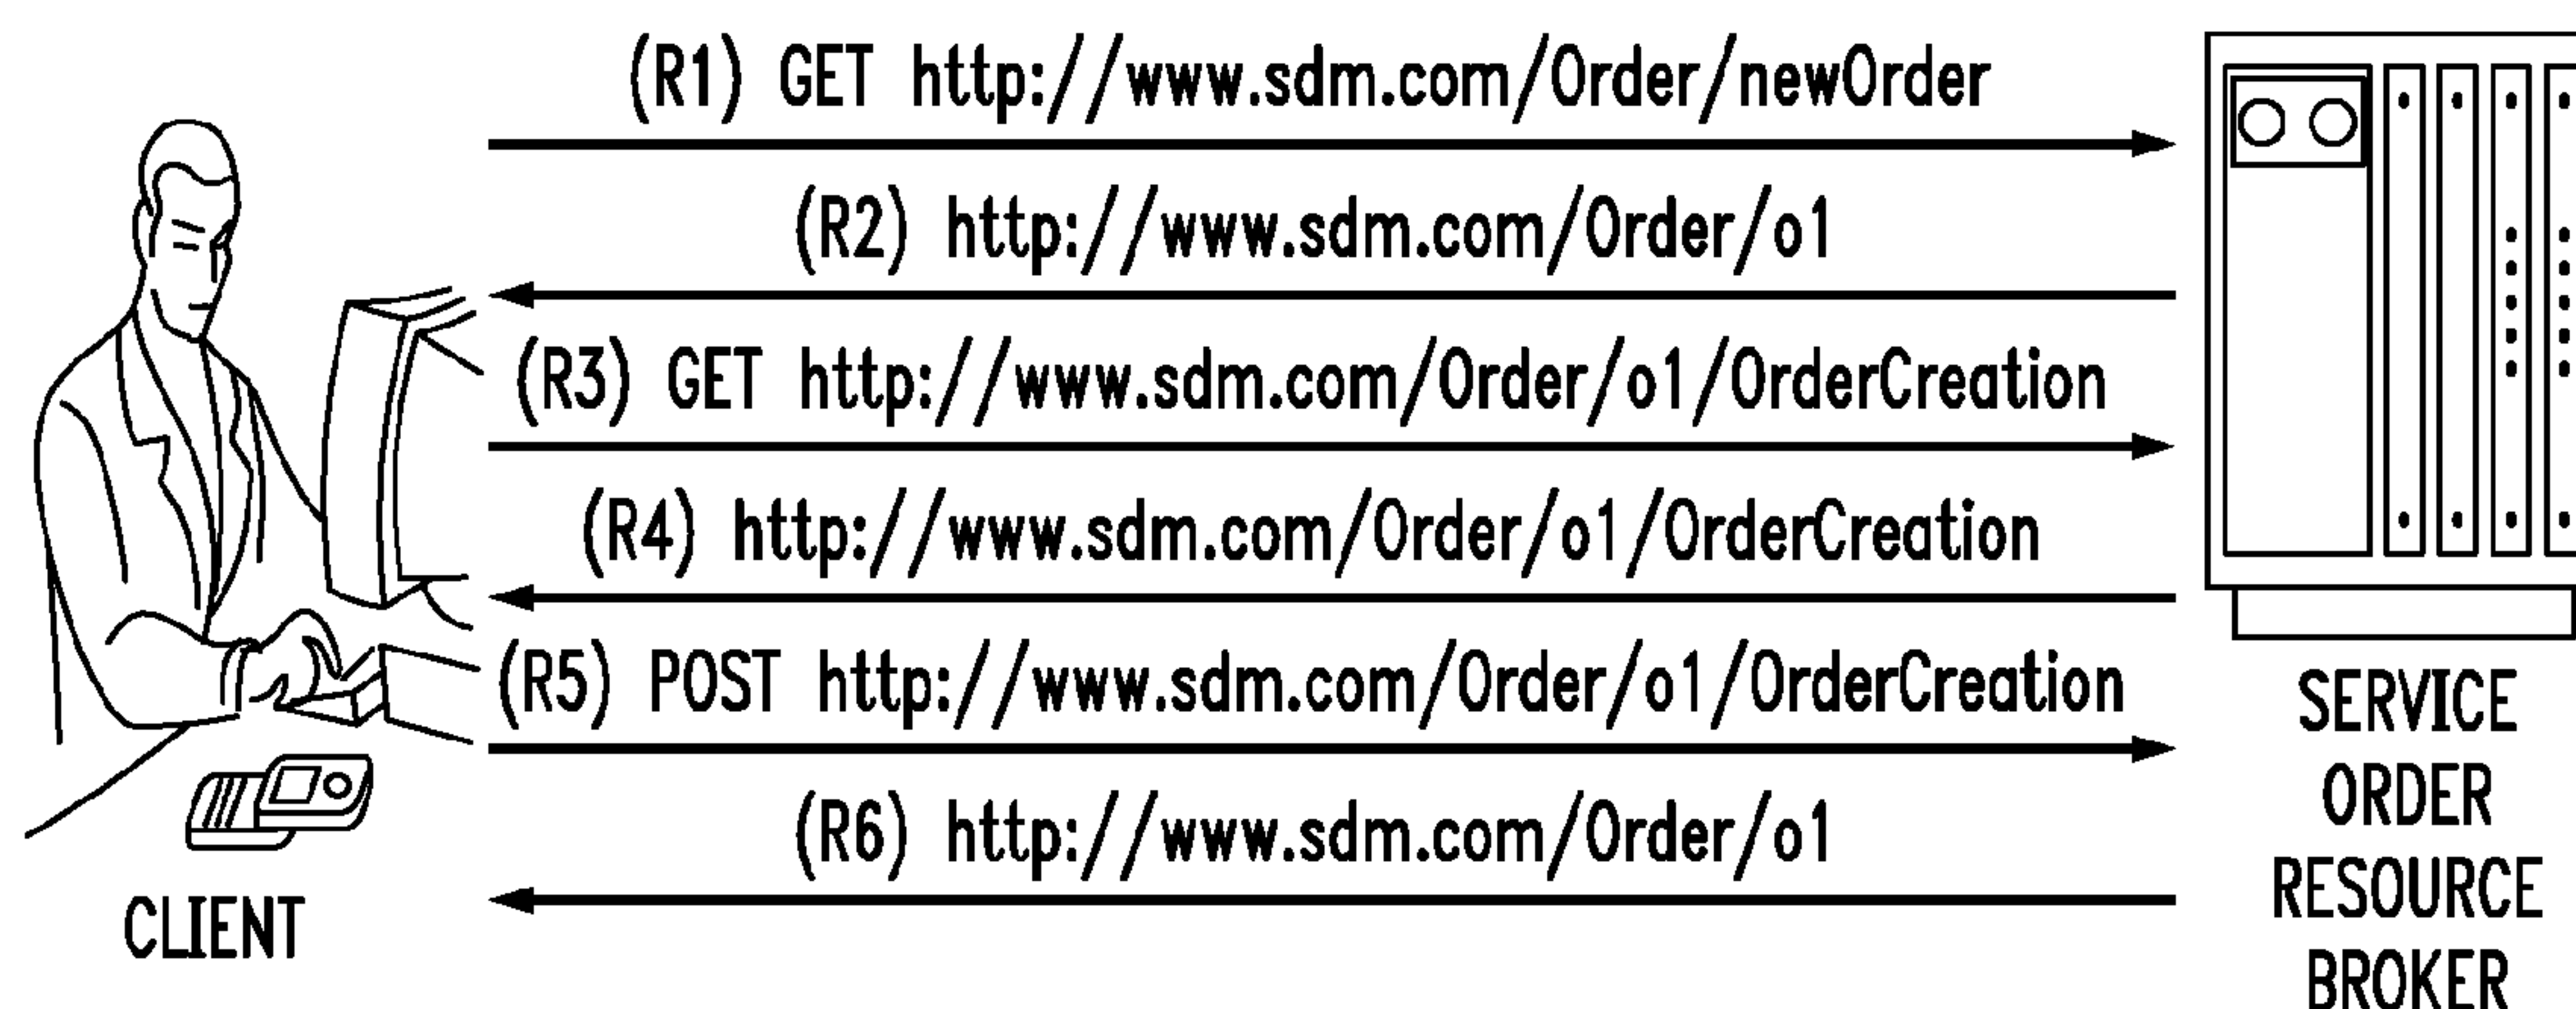 (R1) GET http://www.sdm.com/Order/newOrder
(R2) http://www.sdm.com/Order/o1
(R3) GET http://www.sdm.com/Order/o1/OrderCreation
(R4) http://www.sdm.com/Order/o1/OrderCreation
(R5) POST http://www.sdm.com/Order/o1/OrderCreation
(R6) http://www.sdm.com/Order/o1
CLIENT
SERVICE
ORDER
RESOURCE
BROKER